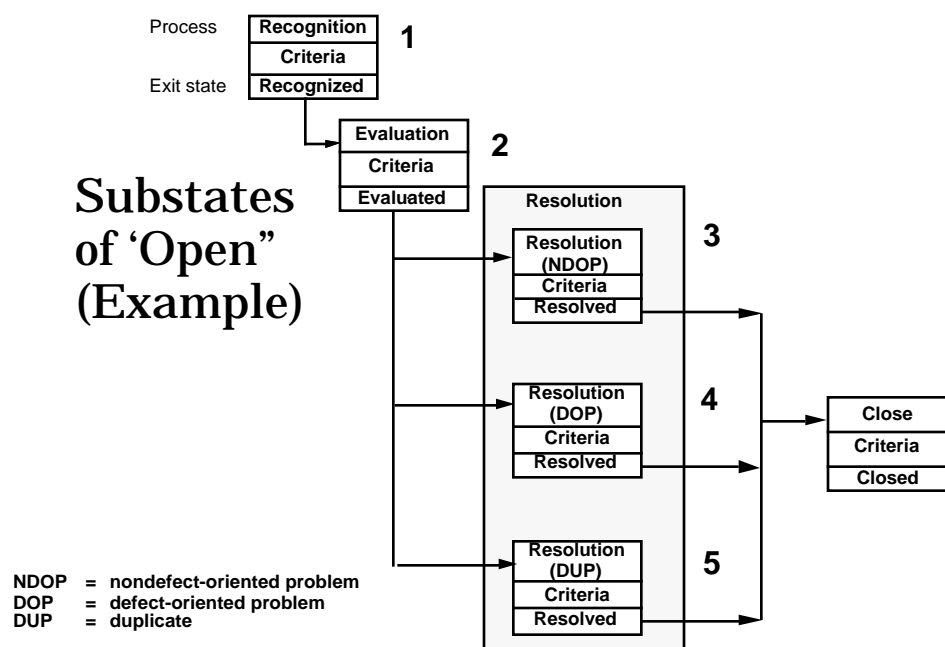 Process
Recognition
1
Criteria
Exit state
Recognized
Evaluation
2
Criteria
Evaluated
Substates
of ‘Open”
(Example)
Resolution
3
Resolution
(NDOP)
Criteria
Resolved
4
Resolution
(DOP)
Criteria
Resolved
Close
Criteria
Closed
5
Resolution
(DUP)
Criteria
Resolved
NDOP = nondefect-oriented problem
DOP = defect-oriented problem
DUP = duplicate